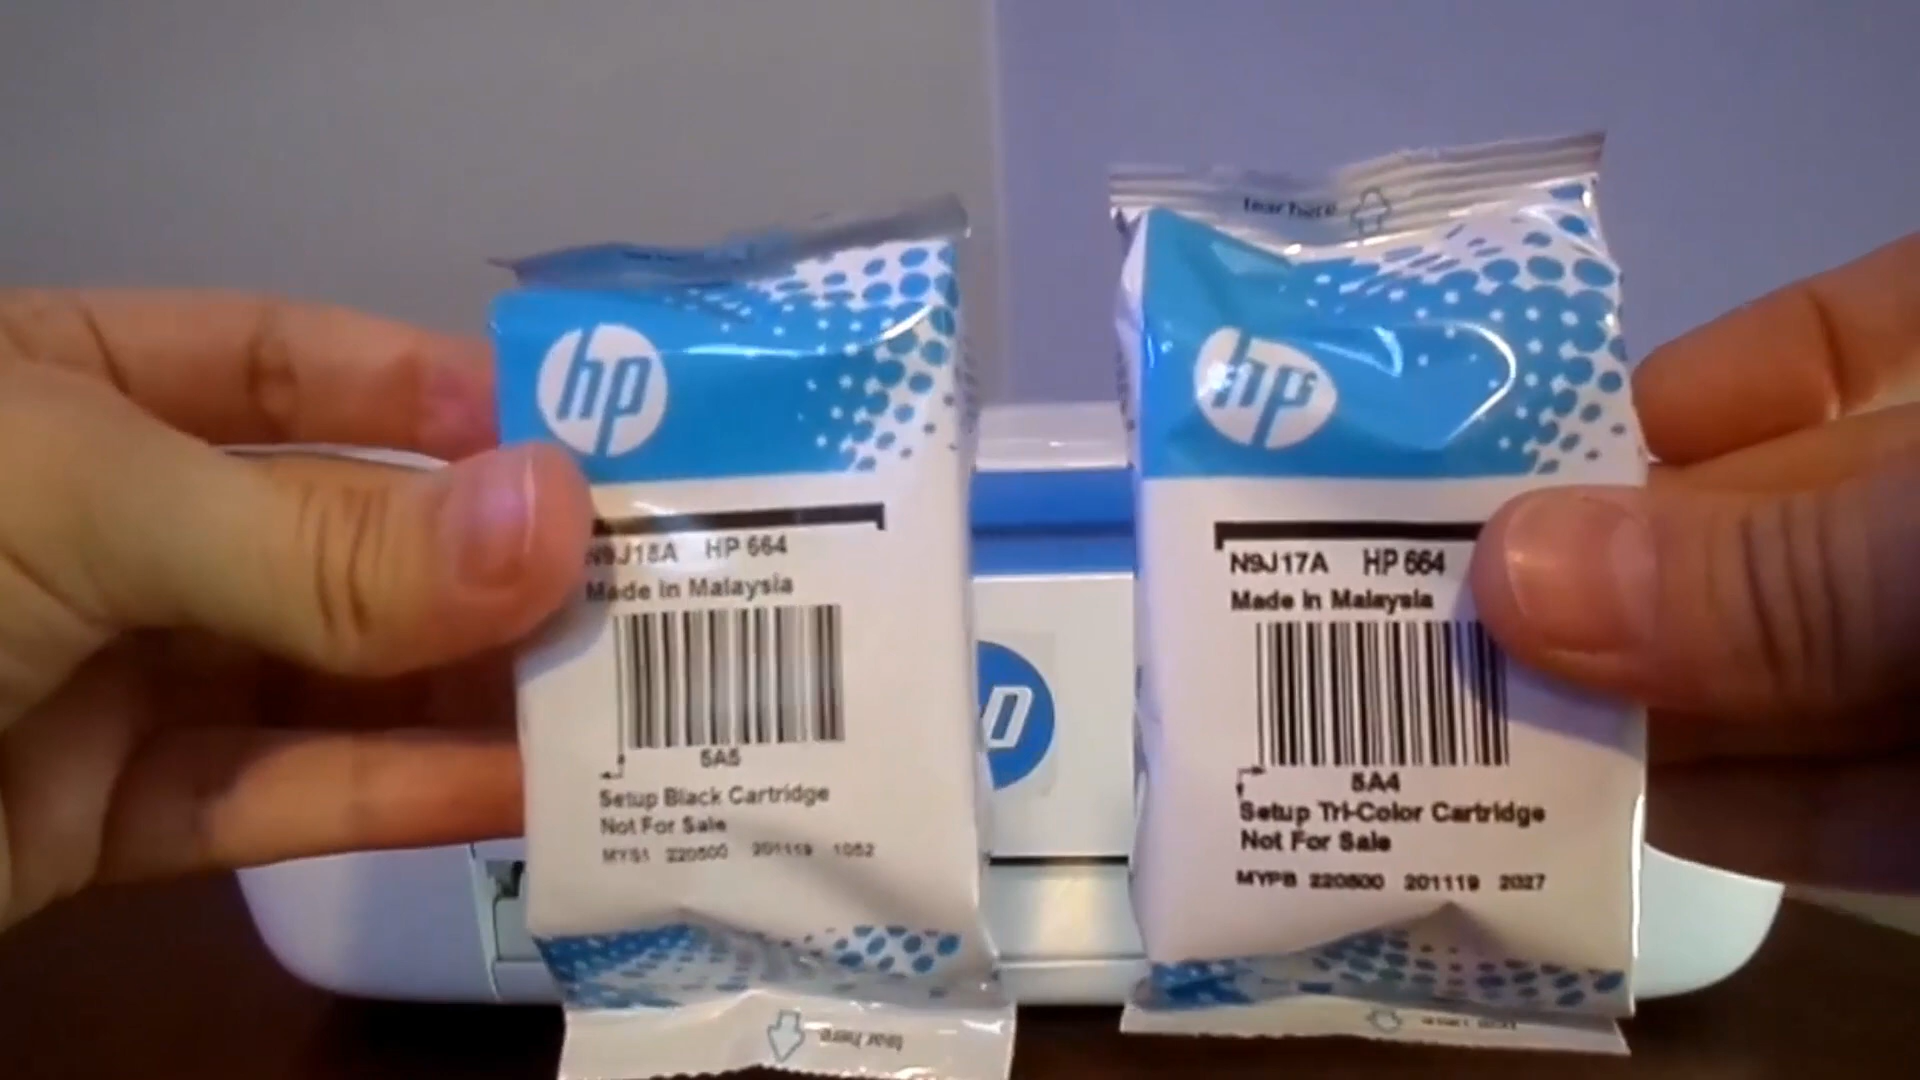 hp
N9J18A HP 664
Made in Malaysia
5A5
Setup Black Cartridge
Not For Sale
MYS1 220500 201119 1052
tear here
tear here
hp
N9J17A HP 664
Made in Malaysia
5A4
Setup Tri-Color Cartridge
Not For Sale
MYPB 220500 201119 2027